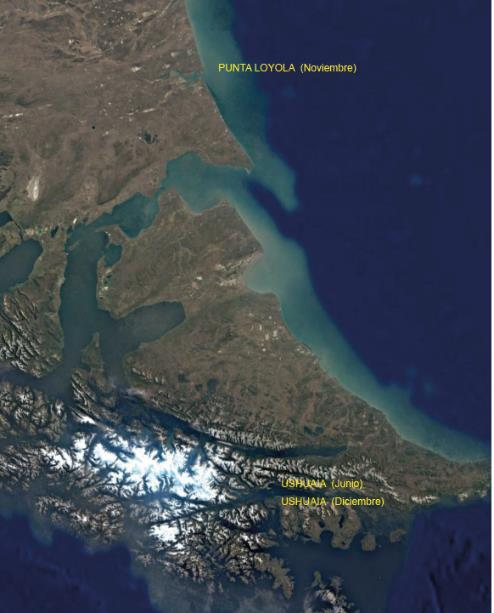 PUNTA LOYOLA (Noviembre)
USHUAIA (Junio)
USHUAIA (Diciembre)